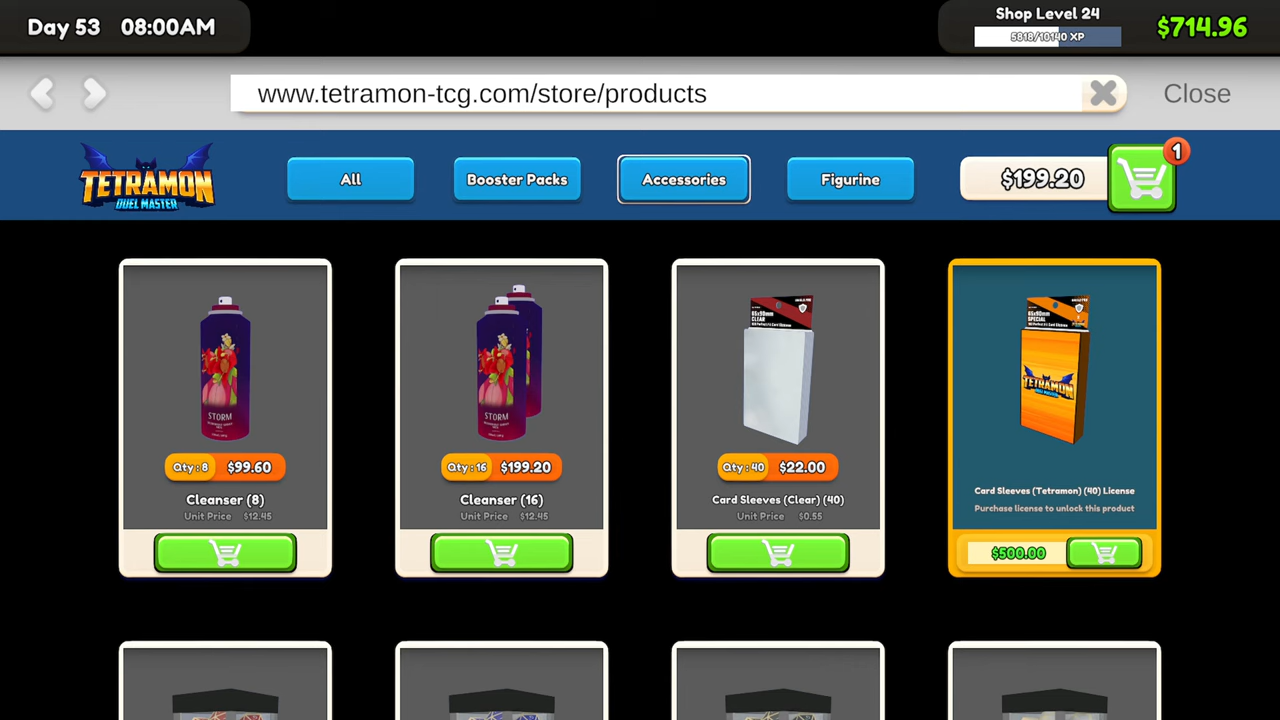 Day 53 08:00AM
Shop Level 24
5818/10140 XP
$714.96
www.tetramon-tcg.com/store/products
Close
TETRAMON
DUEL MASTER
All
Booster Packs
Accessories
Figurine
$199.20
1
STORM
Qty : 8 $99.60
Cleanser (8)
Unit Price $12.45
STORM
Qty : 16 $199.20
Cleanser (16)
Unit Price $12.45
65x90mm
CLEAR
Qty : 40 $22.00
Card Sleeves (Clear) (40)
Unit Price $0.55
65x90mm
SPECIAL
TETRAMON
Card Sleeves (Tetramon) (40) License
Purchase license to unlock this product
$500.00